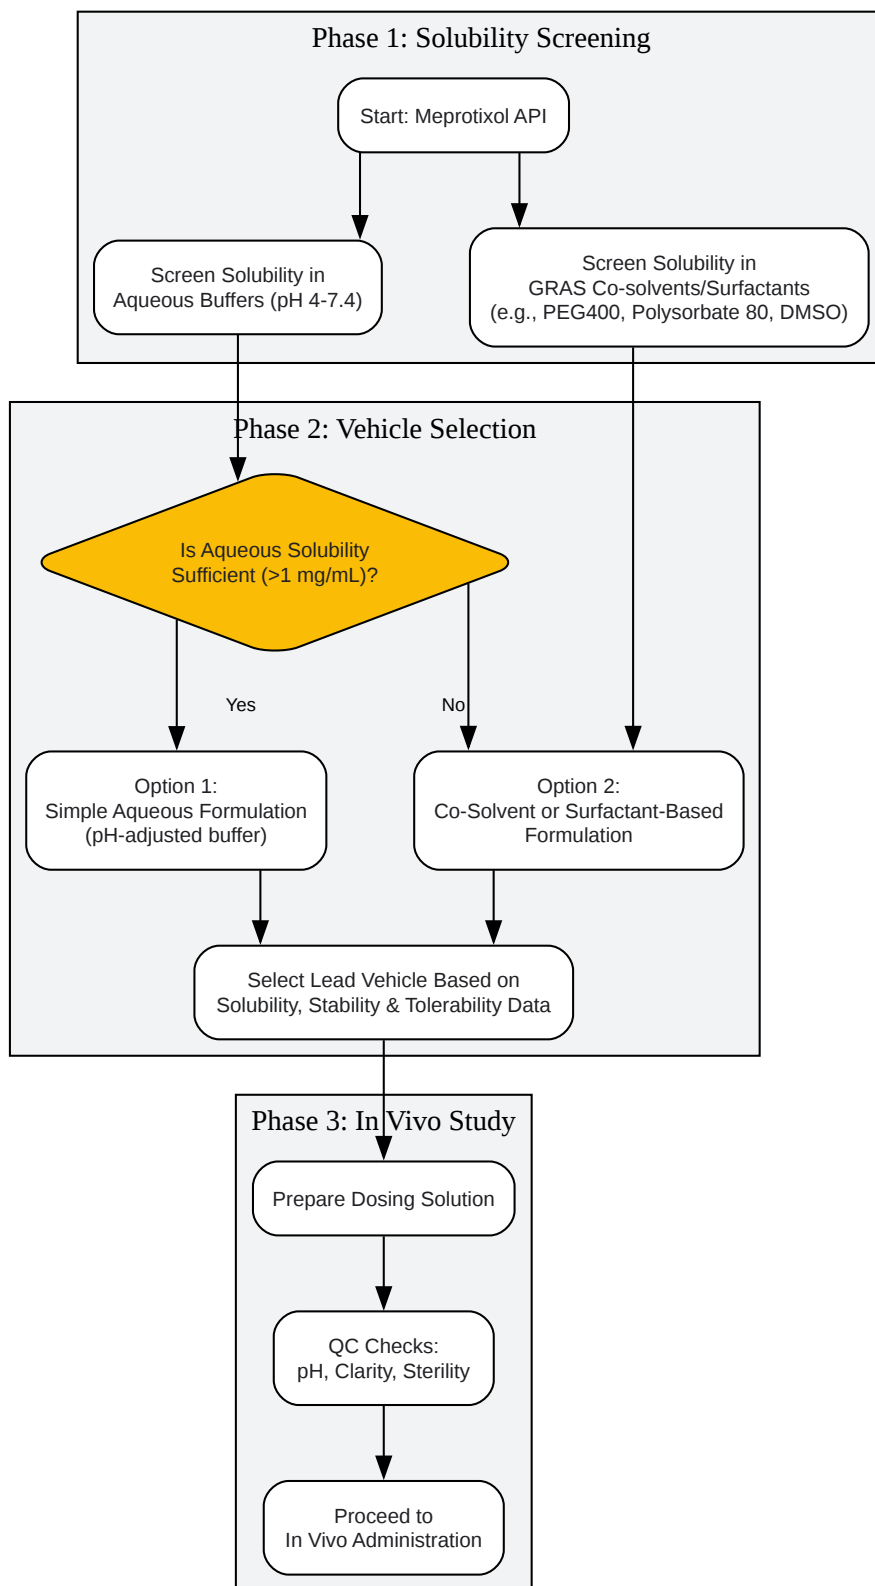 Phase 1: Solubility Screening
Start: Meprotixol API
Screen Solubility in
Aqueous Buffers (pH 4-7.4)
Screen Solubility in
GRAS Co-solvents/Surfactants
(e.g., PEG400, Polysorbate 80, DMSO)
Phase 2: Vehicle Selection
Is Aqueous Solubility
Sufficient (>1 mg/mL)?
Yes
No
Option 1:
Simple Aqueous Formulation
(pH-adjusted buffer)
Option 2:
Co-Solvent or Surfactant-Based
Formulation
Select Lead Vehicle Based on
Solubility, Stability & Tolerability Data
Phase 3: In Vivo Study
Prepare Dosing Solution
QC Checks:
pH, Clarity, Sterility
Proceed to
In Vivo Administration